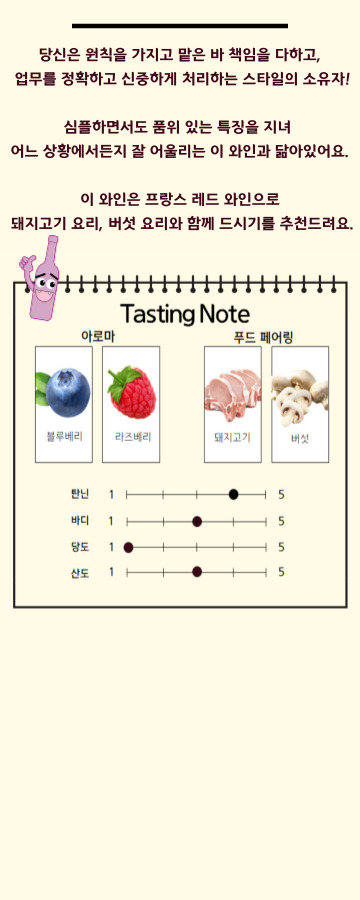 당신은 원칙을 가지고 맡은 바 책임을 다하고,
업무를 정확하고 신중하게 처리하는 스타일의 소유자!
심플하면서도 품위 있는 특징을 지녀
어느 상황에서든지 잘 어울리는 이 와인과 닮아있어요.
이 와인은 프랑스 레드 와인으로
돼지고기 요리, 버섯 요리와 함께 드시기를 추천드려요.
Tasting Note
아로마 푸드 페어링
블루베리 라즈베리 돼지고기 버섯
탄닌 1 5
바디 1 5
당도 1 5
산도 1 5